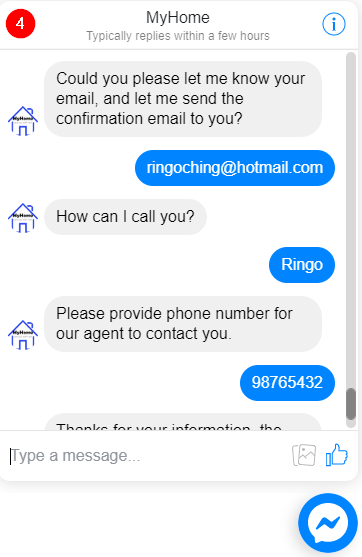 4
MyHome
Typically replies within a few hours
Could you please let me know your
email, and let me send the
confirmation email to you?
MyHome
ringoching@hotmail.com
How can I call you?
MyHome
Ringo
Please provide phone number for
our agent to contact you.
MyHome
98765432
Thanks for your information, the
Type a message...